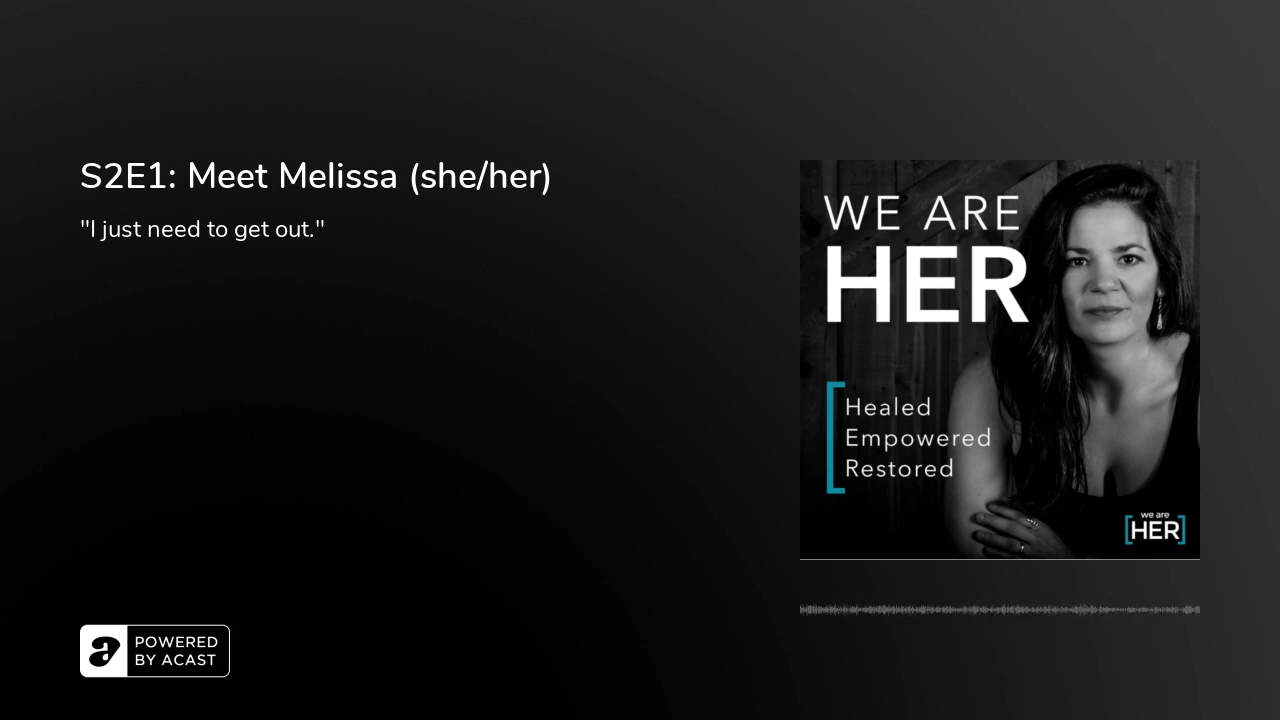 S2E1: Meet Melissa (she/her)
"I just need to get out."
WE ARE
HER
Healed
Empowered
Restored
we are
[HER]
a POWERED
BY ACAST